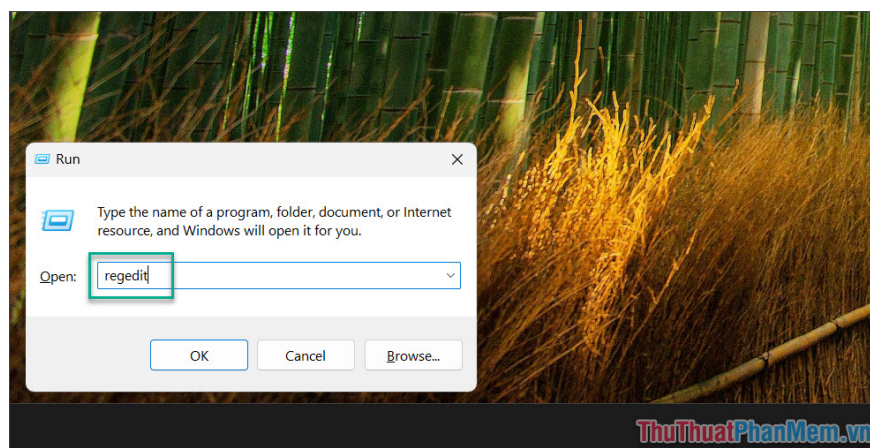 Run
Type the name of a program, folder, document, or Internet
resource, and Windows will open it for you.
Open: regedit
OK Cancel Browse...
ThuThuatPhanMem.vn